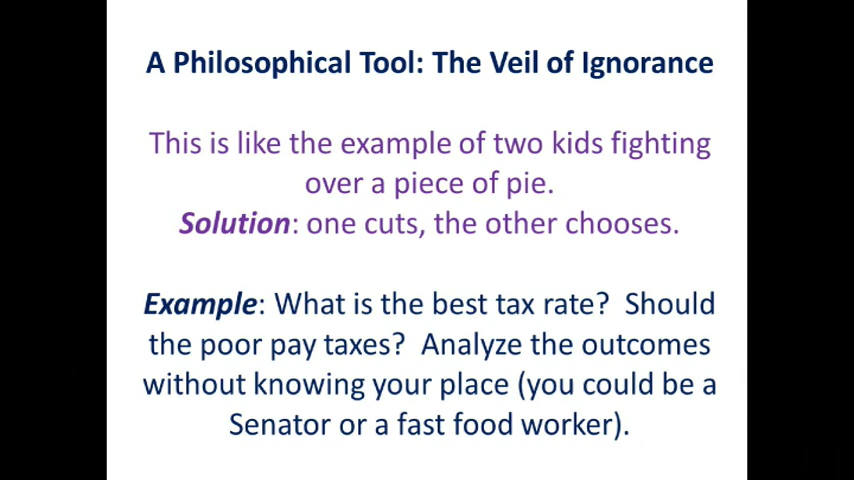 A Philosophical Tool: The Veil of Ignorance
This is like the example of two kids fighting
over a piece of pie.
Solution: one cuts, the other chooses.
Example: What is the best tax rate?  Should
the poor pay taxes?  Analyze the outcomes
without knowing your place (you could be a
Senator or a fast food worker).